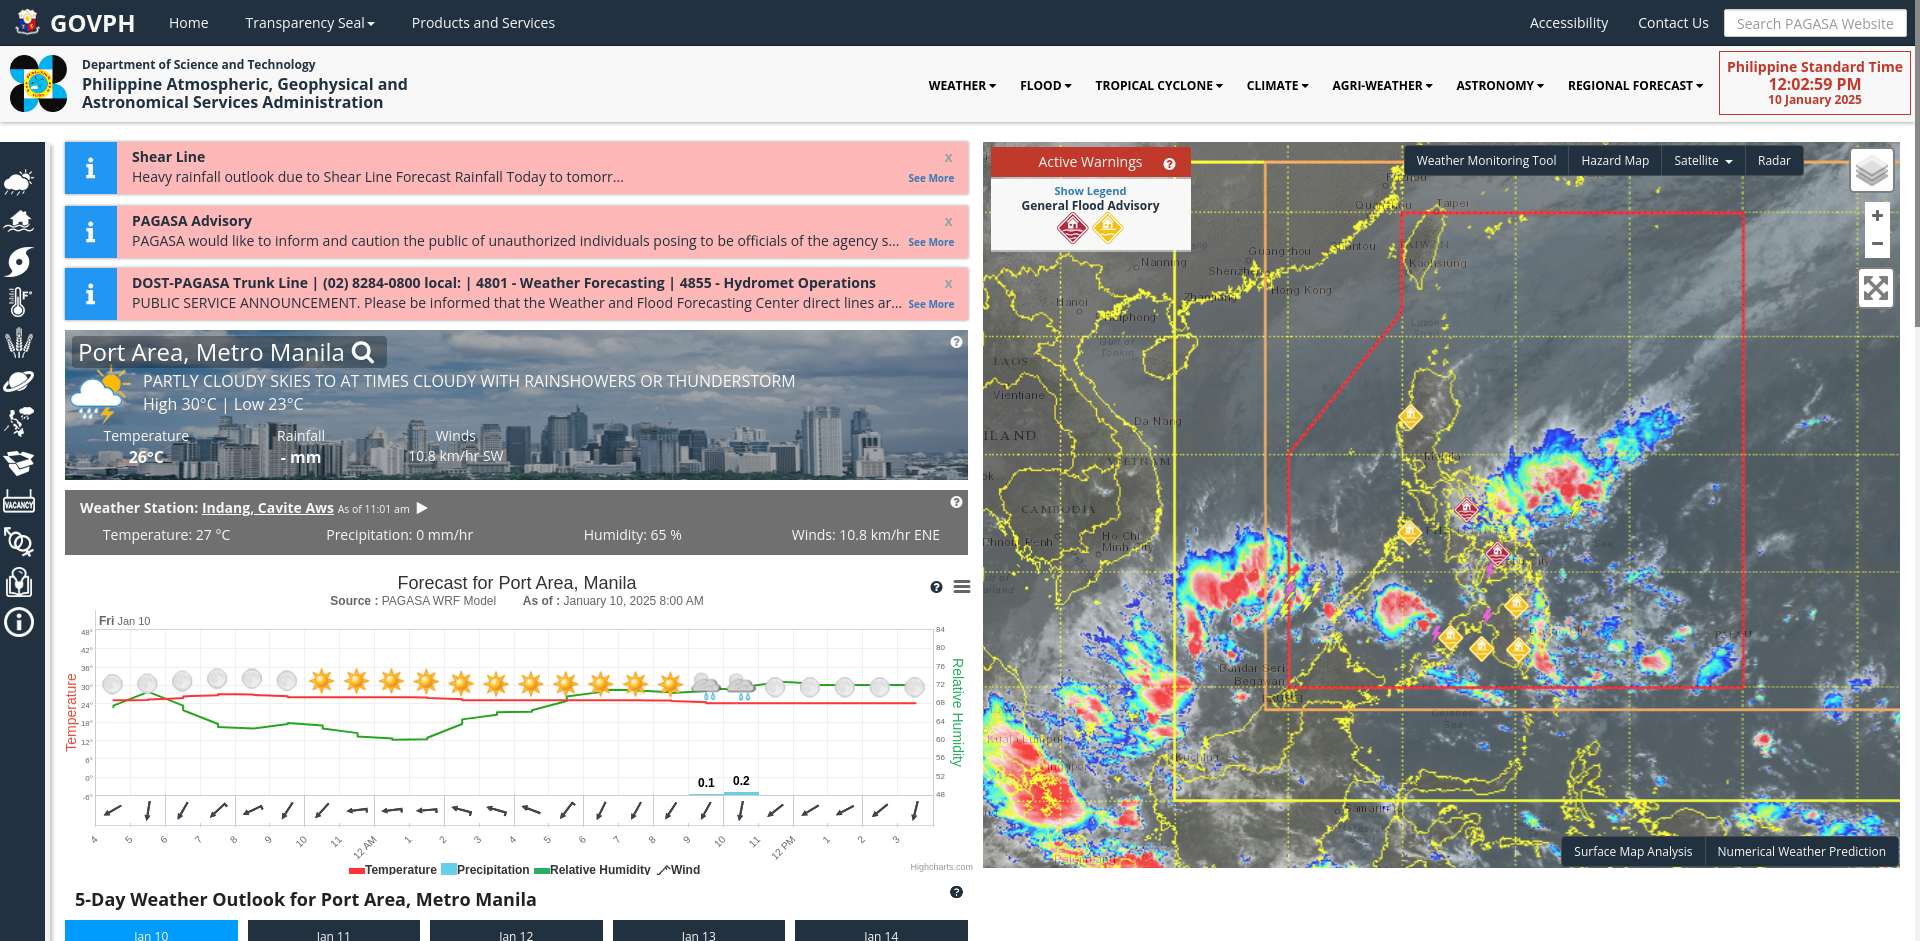 GOVPH
Home
Transparency Seal
Products and Services
Accessibility
Contact Us
Search PAGASA Website
Department of Science and Technology
Philippine Atmospheric, Geophysical and
Astronomical Services Administration
WEATHER
FLOOD
TROPICAL CYCLONE
CLIMATE
AGRI-WEATHER
ASTRONOMY
REGIONAL FORECAST
Philippine Standard Time
12:02:59 PM
10 January 2025
Shear Line
x
Heavy rainfall outlook due to Shear Line Forecast Rainfall Today to tomorr...
See More
PAGASA Advisory
x
PAGASA would like to inform and caution the public of unauthorized individuals posing to be officials of the agency s...
See More
DOST-PAGASA Trunk Line | (02) 8284-0800 local: | 4801 - Weather Forecasting | 4855 - Hydromet Operations
x
PUBLIC SERVICE ANNOUNCEMENT. Please be informed that the Weather and Flood Forecasting Center direct lines ar...
See More
VACANCY
Port Area, Metro Manila
PARTLY CLOUDY SKIES TO AT TIMES CLOUDY WITH RAINSHOWERS OR THUNDERSTORM
High 30°C | Low 23°C
Temperature
Rainfall
Winds
26°C
- mm
10.8 km/hr SW
Weather Station: Indang, Cavite Aws As of 11:01 am
Temperature: 27 °C
Precipitation: 0 mm/hr
Humidity: 65 %
Winds: 10.8 km/hr ENE
Forecast for Port Area, Manila
Source : PAGASA WRF Model
As of : January 10, 2025 8:00 AM
Fri Jan 10
48°
42°
36°
30°
24°
18°
12°
6°
0°
-6°
Temperature
84
80
76
72
68
64
60
56
52
48
Relative Humidity
0.1
0.2
4
5
6
7
8
9
10
11
12 AM
1
2
3
4
5
6
7
8
9
10
11
12 PM
1
2
3
Temperature
Precipitation
Relative Humidity
Wind
Highcharts.com
5-Day Weather Outlook for Port Area, Metro Manila
Jan 10
Jan 11
Jan 12
Jan 13
Jan 14
Active Warnings
Show Legend
General Flood Advisory
Weather Monitoring Tool
Hazard Map
Satellite
Radar
+
−
Taipei
TAIWAN
Kaohsiung
Guangzhou
Shantou
Nanning
Shenzhen
Hong Kong
Zhanjiang
Hanoi
Haiphong
Gulf of
Tonkin
Luzon
LAOS
Vientiane
Da Nang
VIETNAM
CAMBODIA
Ho Chi
Minh City
Manila
Bandar Seri
Begawan
PALAU
Celebes
Sea
Kuala Lumpur
Kuching
Samarinda
Surface Map Analysis
Numerical Weather Prediction